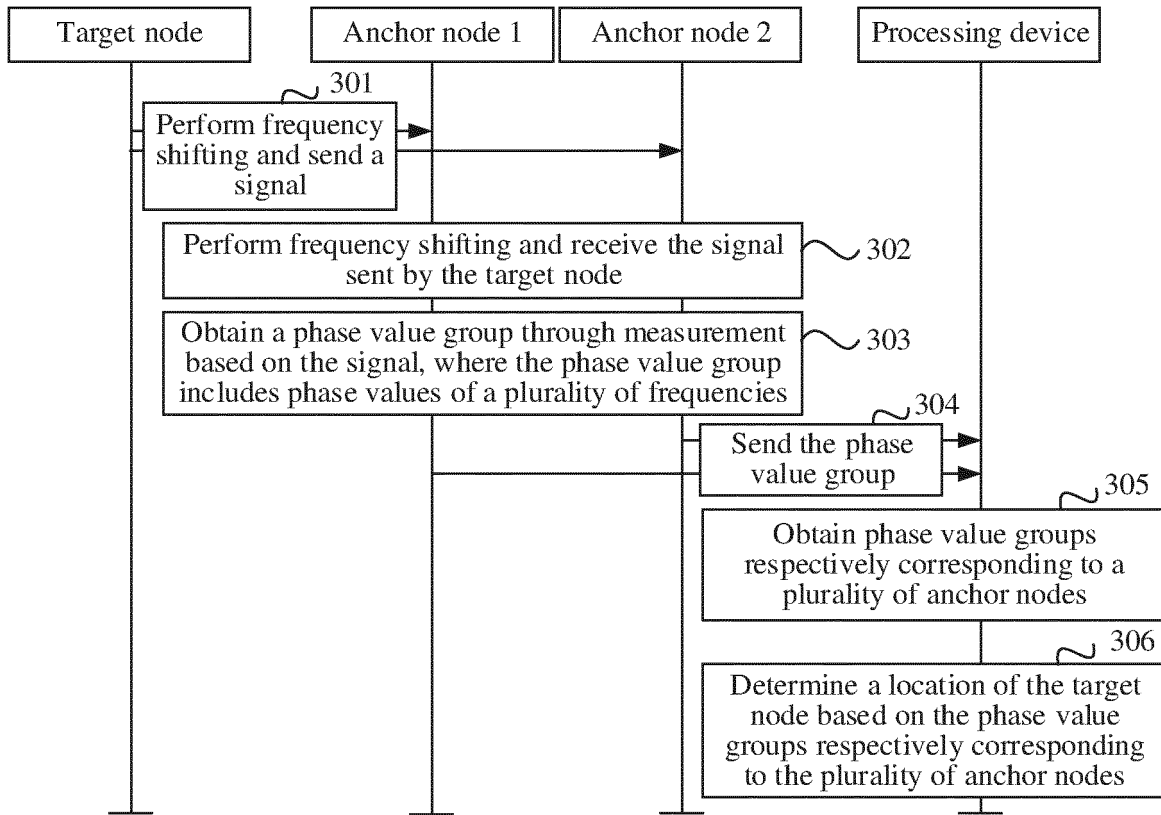 Target node
Anchor node 1
Anchor node 2
Processing device
301
Perform frequency
shifting and send a
signal
Perform frequency shifting and receive the signal
sent by the target node
302
Obtain a phase value group through measurement
based on the signal, where the phase value group
includes phase values of a plurality of frequencies
303
304
Send the phase
value group
305
Obtain phase value groups
respectively corresponding to a
plurality of anchor nodes
306
Determine a location of the target
node based on the phase value
groups respectively corresponding
to the plurality of anchor nodes